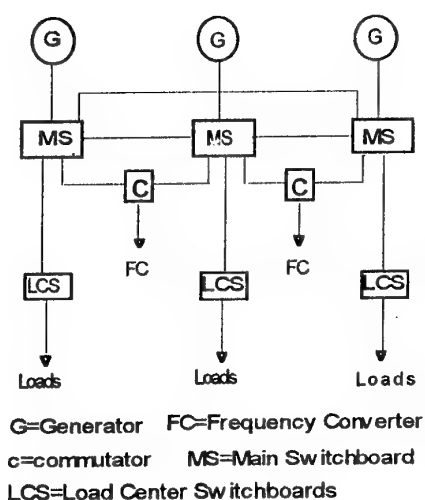 G G G
MS MS MS
C C
FC FC
LCS LCS LCS
Loads Loads Loads
G=Generator FC=Frequency Converter
c=commutator MS=Main Switchboard
LCS=Load Center Switchboards